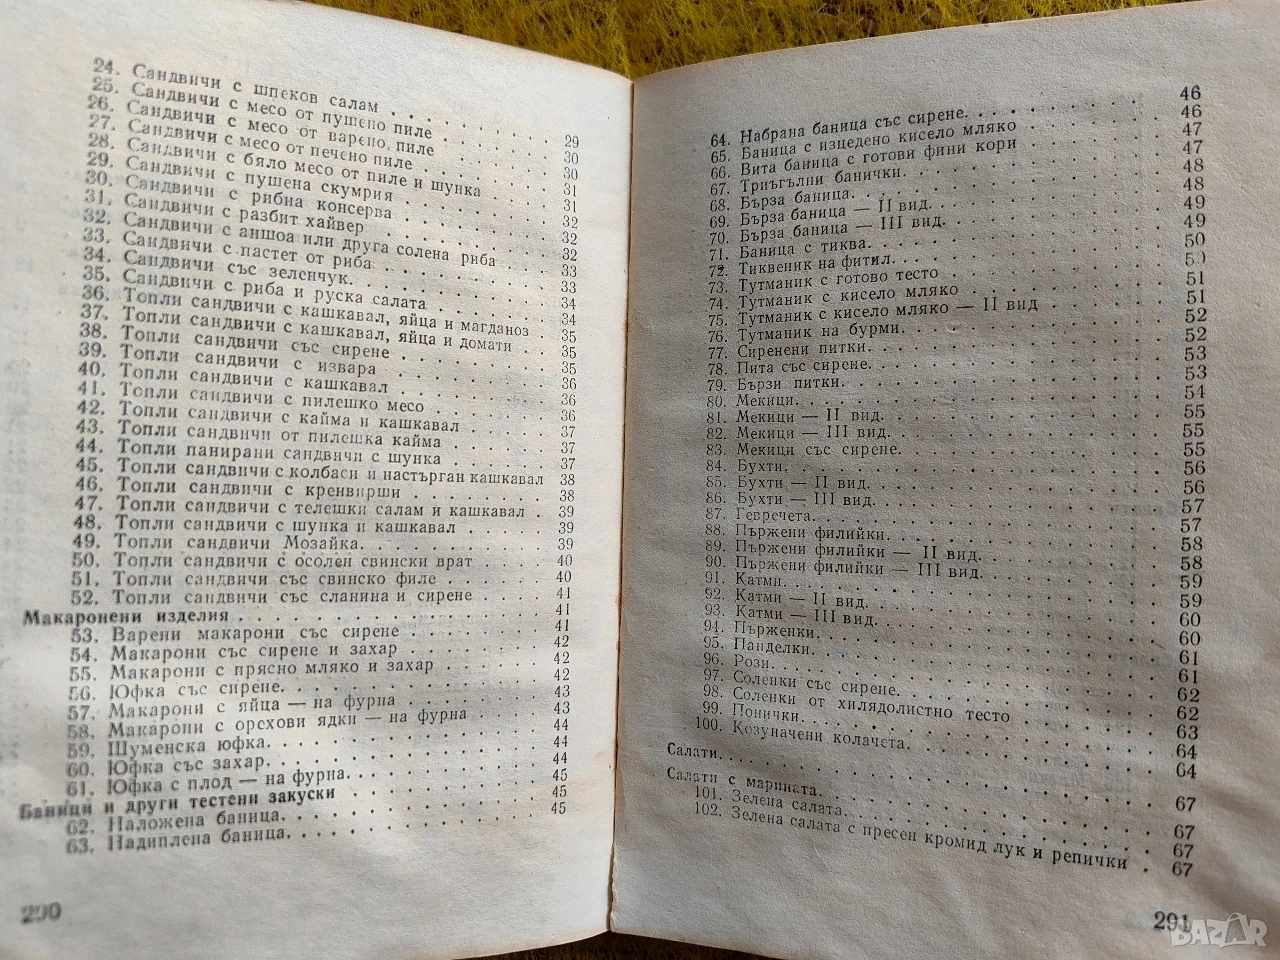 24. Сандвичи с шпеков салам . . . . . . . . . 29
25. Сандвичи с месо от пушено пиле . . . . . . 30
26. Сандвичи с месо от варено пиле . . . . . . 30
27. Сандвичи с месо от печено пиле . . . . . . 31
28. Сандвичи с бяло месо от пиле и шунка . . . . 31
29. Сандвичи с пушена скумрия . . . . . . . . 32
30. Сандвичи с рибна консерва . . . . . . . . 32
31. Сандвичи с разбит хайвер . . . . . . . . . 32
32. Сандвичи с аншоа или друга солена риба . . . 33
33. Сандвичи с пастет от риба . . . . . . . . 33
34. Сандвичи със зеленчук. . . . . . . . . . 34
35. Сандвичи с риба и руска салата . . . . . . 34
36. Топли сандвичи с кашкавал, яйца и магданоз 35
37. Топли сандвичи с кашкавал, яйца и домати . . 35
38. Топли сандвичи със сирене . . . . . . . . 35
39. Топли сандвичи с извара . . . . . . . . . 36
40. Топли сандвичи с кашкавал . . . . . . . . 36
41. Топли сандвичи с пилешко месо . . . . . . 36
42. Топли сандвичи с кайма и кашкавал . . . . . 37
43. Топли сандвичи от пилешка кайма . . . . . 37
44. Топли панирани сандвичи с шунка . . . . . 37
45. Топли сандвичи с колбаси и настърган кашкавал 38
46. Топли сандвичи с кренвирши . . . . . . . 38
47. Топли сандвичи с телешки салам и кашкавал . 39
48. Топли сандвичи с шунка и кашкавал . . . . 39
49. Топли сандвичи Мозайка. . . . . . . . . . 39
50. Топли сандвичи с осолен свински врат . . . . 40
51. Топли сандвичи със свинско филе . . . . . 40
52. Топли сандвичи със сланина и сирене . . . . 41
Макаронени изделия . . . . . . . . . . . . . . 41
53. Варени макарони със сирене . . . . . . . . 41
54. Макарони със сирене и захар . . . . . . . 42
55. Макарони с прясно мляко и захар . . . . . . 42
56. Юфка със сирене. . . . . . . . . . . . . 42
57. Макарони с яйца — на фурна . . . . . . . . 43
58. Макарони с орехови ядки — на фурна . . . . 43
59. Шуменска юфка. . . . . . . . . . . . . . 44
60. Юфка със захар. . . . . . . . . . . . . . 44
61. Юфка с плод — на фурна. . . . . . . . . . 44
Баници и други тестени закуски . . . . . . . . . 45
62. Наложена баница. . . . . . . . . . . . . 45
63. Надиплена баница. . . . . . . . . . . . . 45
290
64. Набрана баница със сирене. . . . . . . . . 46
65. Баница с изцедено кисело мляко . . . . . . 46
66. Вита баница с готови фини кори . . . . . . 47
67. Триъгълни банички. . . . . . . . . . . . 47
68. Бърза баница. . . . . . . . . . . . . . . 48
69. Бърза баница — II вид. . . . . . . . . . . 48
70. Бърза баница — III вид. . . . . . . . . . . 49
71. Баница с тиква. . . . . . . . . . . . . . 49
72. Тиквеник на фитил. . . . . . . . . . . . 50
73. Тутманик с готово тесто . . . . . . . . . 50
74. Тутманик с кисело мляко . . . . . . . . . 51
75. Тутманик с кисело мляко — II вид . . . . . 51
76. Тутманик на бурми. . . . . . . . . . . . 52
77. Сиренени питки. . . . . . . . . . . . . . 52
78. Пита със сирене. . . . . . . . . . . . . 53
79. Бързи питки. . . . . . . . . . . . . . . 53
80. Мекици. . . . . . . . . . . . . . . . . 54
81. Мекици — II вид. . . . . . . . . . . . . 55
82. Мекици — III вид. . . . . . . . . . . . . 55
83. Мекици със сирене. . . . . . . . . . . . 55
84. Бухти. . . . . . . . . . . . . . . . . . 56
85. Бухти — II вид. . . . . . . . . . . . . . 56
86. Бухти — III вид. . . . . . . . . . . . . . 57
87. Гевречета. . . . . . . . . . . . . . . . 57
88. Пържени филийки . . . . . . . . . . . . 58
89. Пържени филийки — II вид. . . . . . . . . 58
90. Пържени филийки — III вид. . . . . . . . . 59
91. Катми. . . . . . . . . . . . . . . . . . 59
92. Катми — II вид. . . . . . . . . . . . . . 60
93. Катми — III вид. . . . . . . . . . . . . . 60
94. Пърженки. . . . . . . . . . . . . . . . 61
95. Панделки. . . . . . . . . . . . . . . . 61
96. Рози. . . . . . . . . . . . . . . . . . 62
97. Соленки със сирене. . . . . . . . . . . . 62
98. Соленки от хилядолистно тесто . . . . . . . 63
99. Понички. . . . . . . . . . . . . . . . . 64
100. Козуначени колачета. . . . . . . . . . . . 64
Салати. . . . . . . . . . . . . . . . . . . . 67
Салати с марината. . . . . . . . . . . . . . . 67
101. Зелена салата. . . . . . . . . . . . . . 67
102. Зелена салата с пресен кромид лук и репички . 67
291
BAZAR